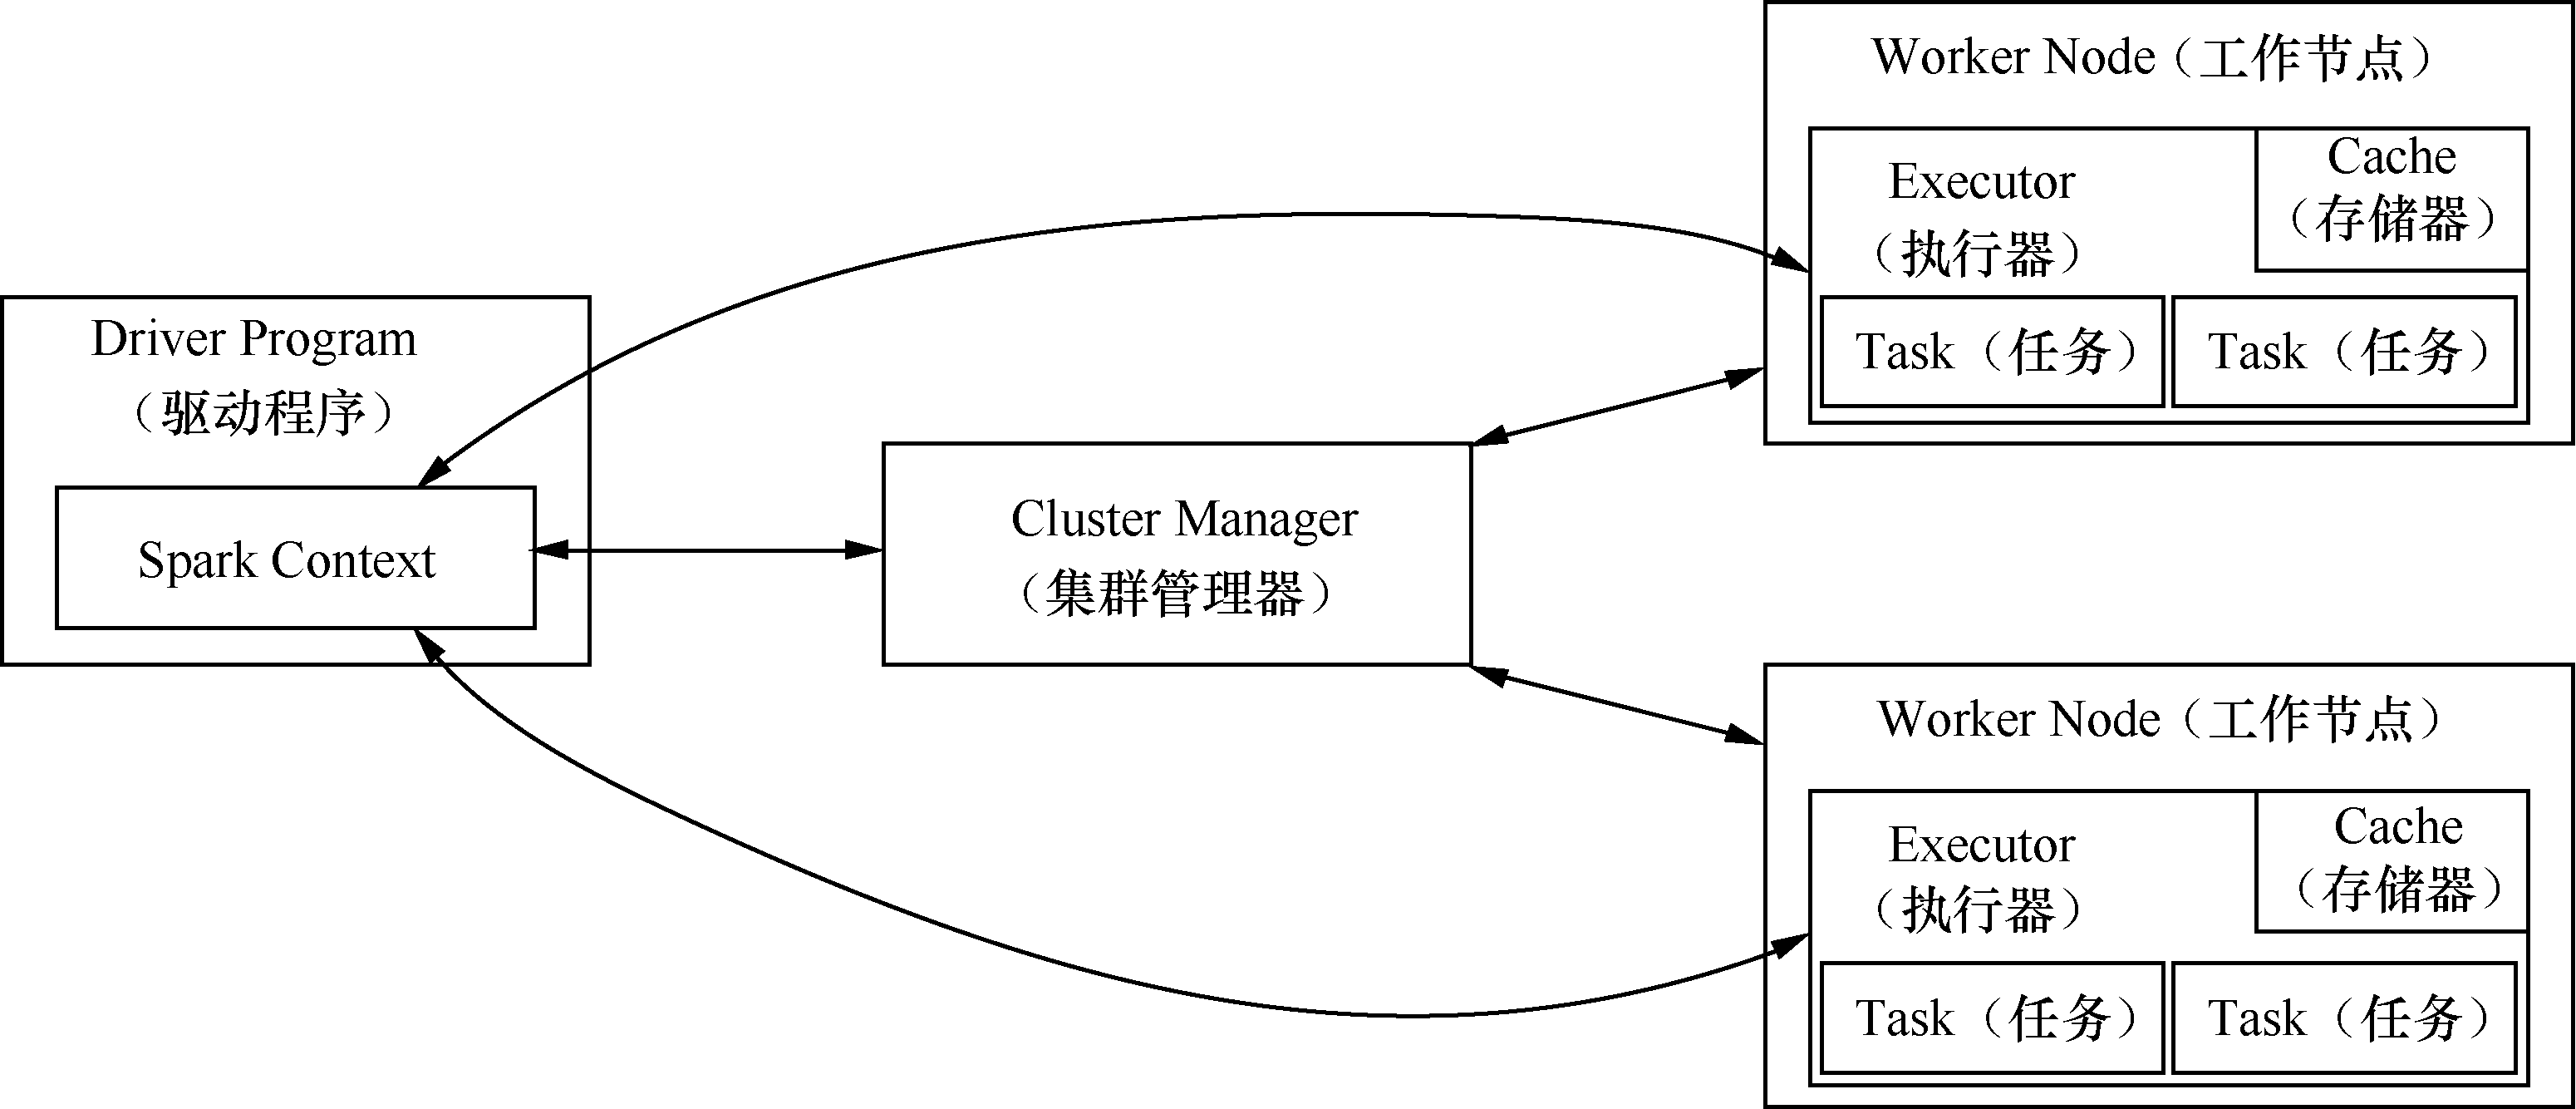 Driver Program
（驱动程序）
Spark Context
Cluster Manager
（集群管理器）
Worker Node（工作节点）
Executor
（执行器）
Cache
（存储器）
Task（任务）
Task（任务）
Worker Node（工作节点）
Executor
（执行器）
Cache
（存储器）
Task（任务）
Task（任务）